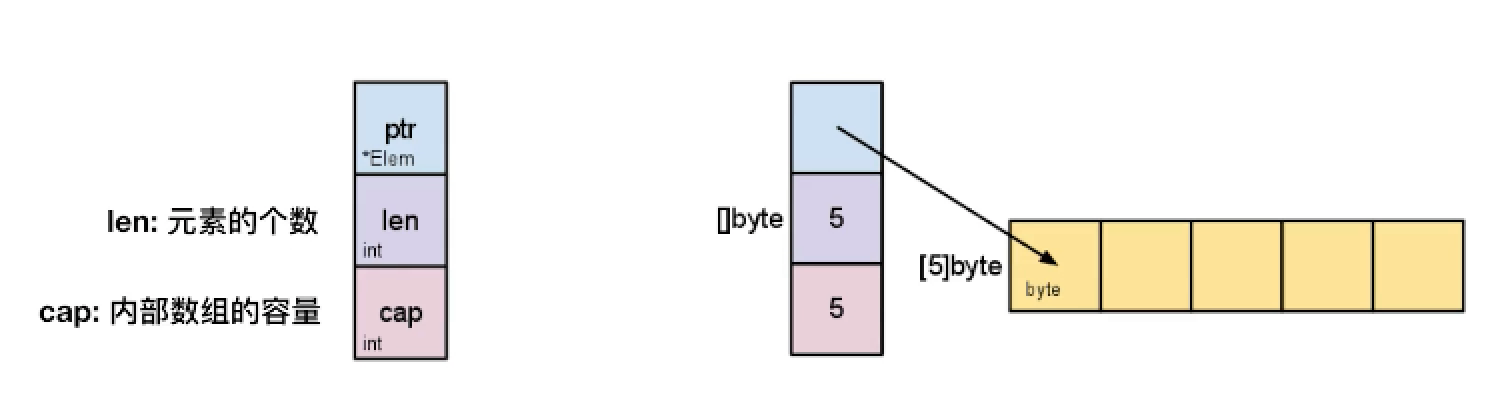 ptr
*Elem
len: 元素的个数
len
int
cap: 内部数组的容量
cap
int
[]byte
5
5
[5]byte
byte